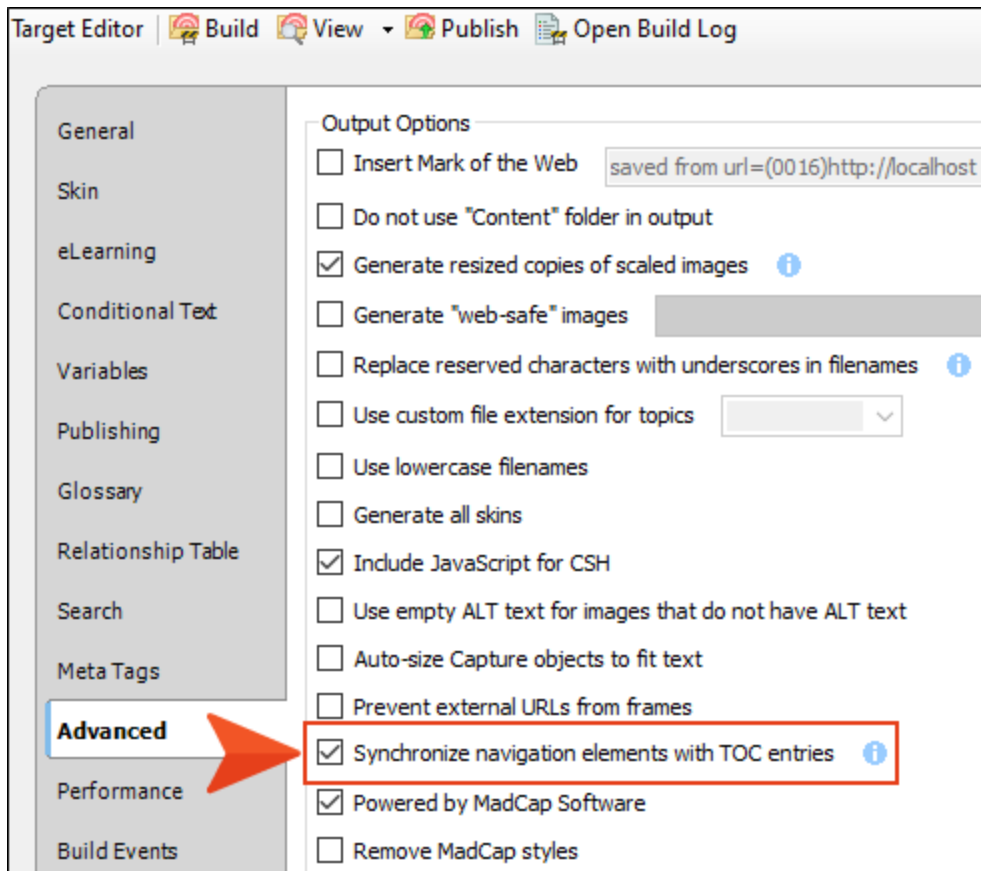 Target Editor Build View Publish Open Build Log
General
Skin
eLearning
Conditional Text
Variables
Publishing
Glossary
Relationship Table
Search
Meta Tags
Advanced
Performance
Build Events
Output Options
Insert Mark of the Web saved from url=(0016)http://localhost
Do not use "Content" folder in output
Generate resized copies of scaled images
Generate "web-safe" images
Replace reserved characters with underscores in filenames
Use custom file extension for topics
Use lowercase filenames
Generate all skins
Include JavaScript for CSH
Use empty ALT text for images that do not have ALT text
Auto-size Capture objects to fit text
Prevent external URLs from frames
Synchronize navigation elements with TOC entries
Powered by MadCap Software
Remove MadCap styles